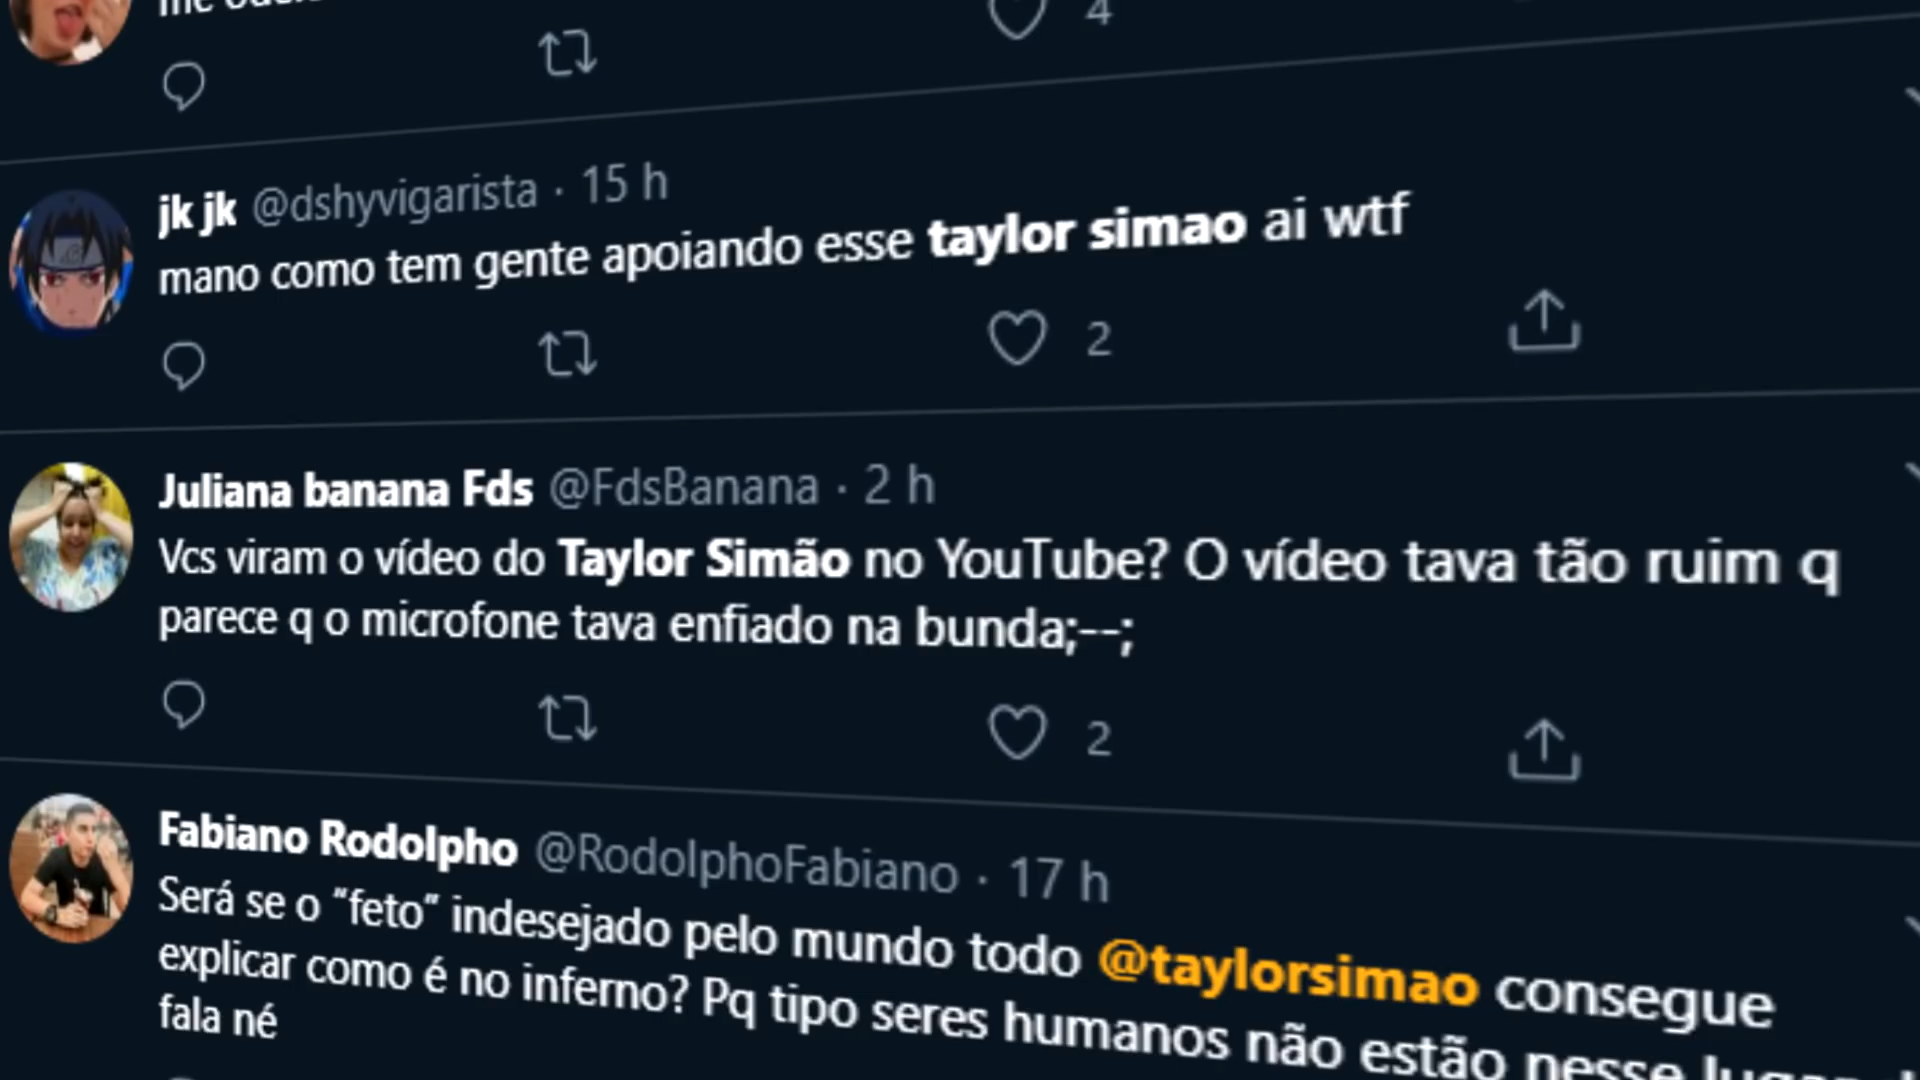 4
jk jk @dshyvigarista · 15 h
mano como tem gente apoiando esse taylor simao ai wtf
2
Juliana banana Fds @FdsBanana · 2 h
Vcs viram o vídeo do Taylor Simão no YouTube? O vídeo tava tão ruim q
parece q o microfone tava enfiado na bunda;--;
2
Fabiano Rodolpho @RodolphoFabiano · 17 h
Será se o “feto” indesejado pelo mundo todo @taylorsimao consegue
explicar como é no inferno? Pq tipo seres humanos não estão nesse
fala né